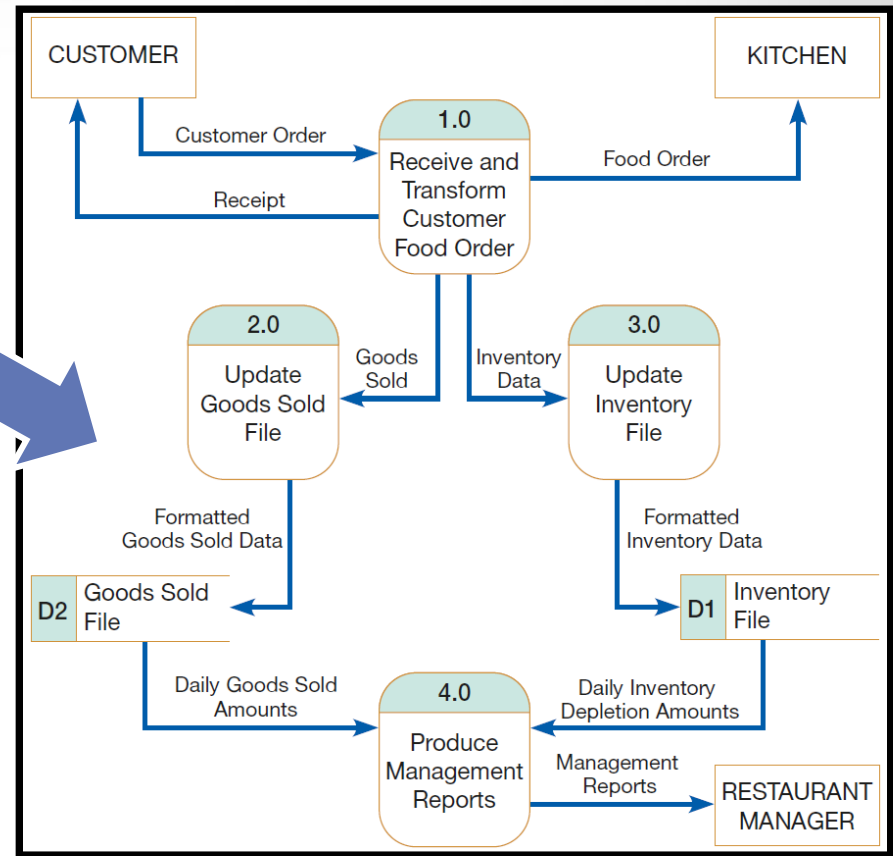 CUSTOMER
KITCHEN
1.0
Customer Order
Receive and
Transform
Customer
Food Order
Food Order
Receipt
2.0
3.0
Goods
Sold
Inventory
Data
Update
Goods Sold
File
Update
Inventory
File
Formatted
Goods Sold Data
Formatted
Inventory Data
D2
Goods Sold
File
D1
Inventory
File
Daily Goods Sold
Amounts
4.0
Daily Inventory
Depletion Amounts
Produce
Management
Reports
Management
Reports
RESTAURANT
MANAGER